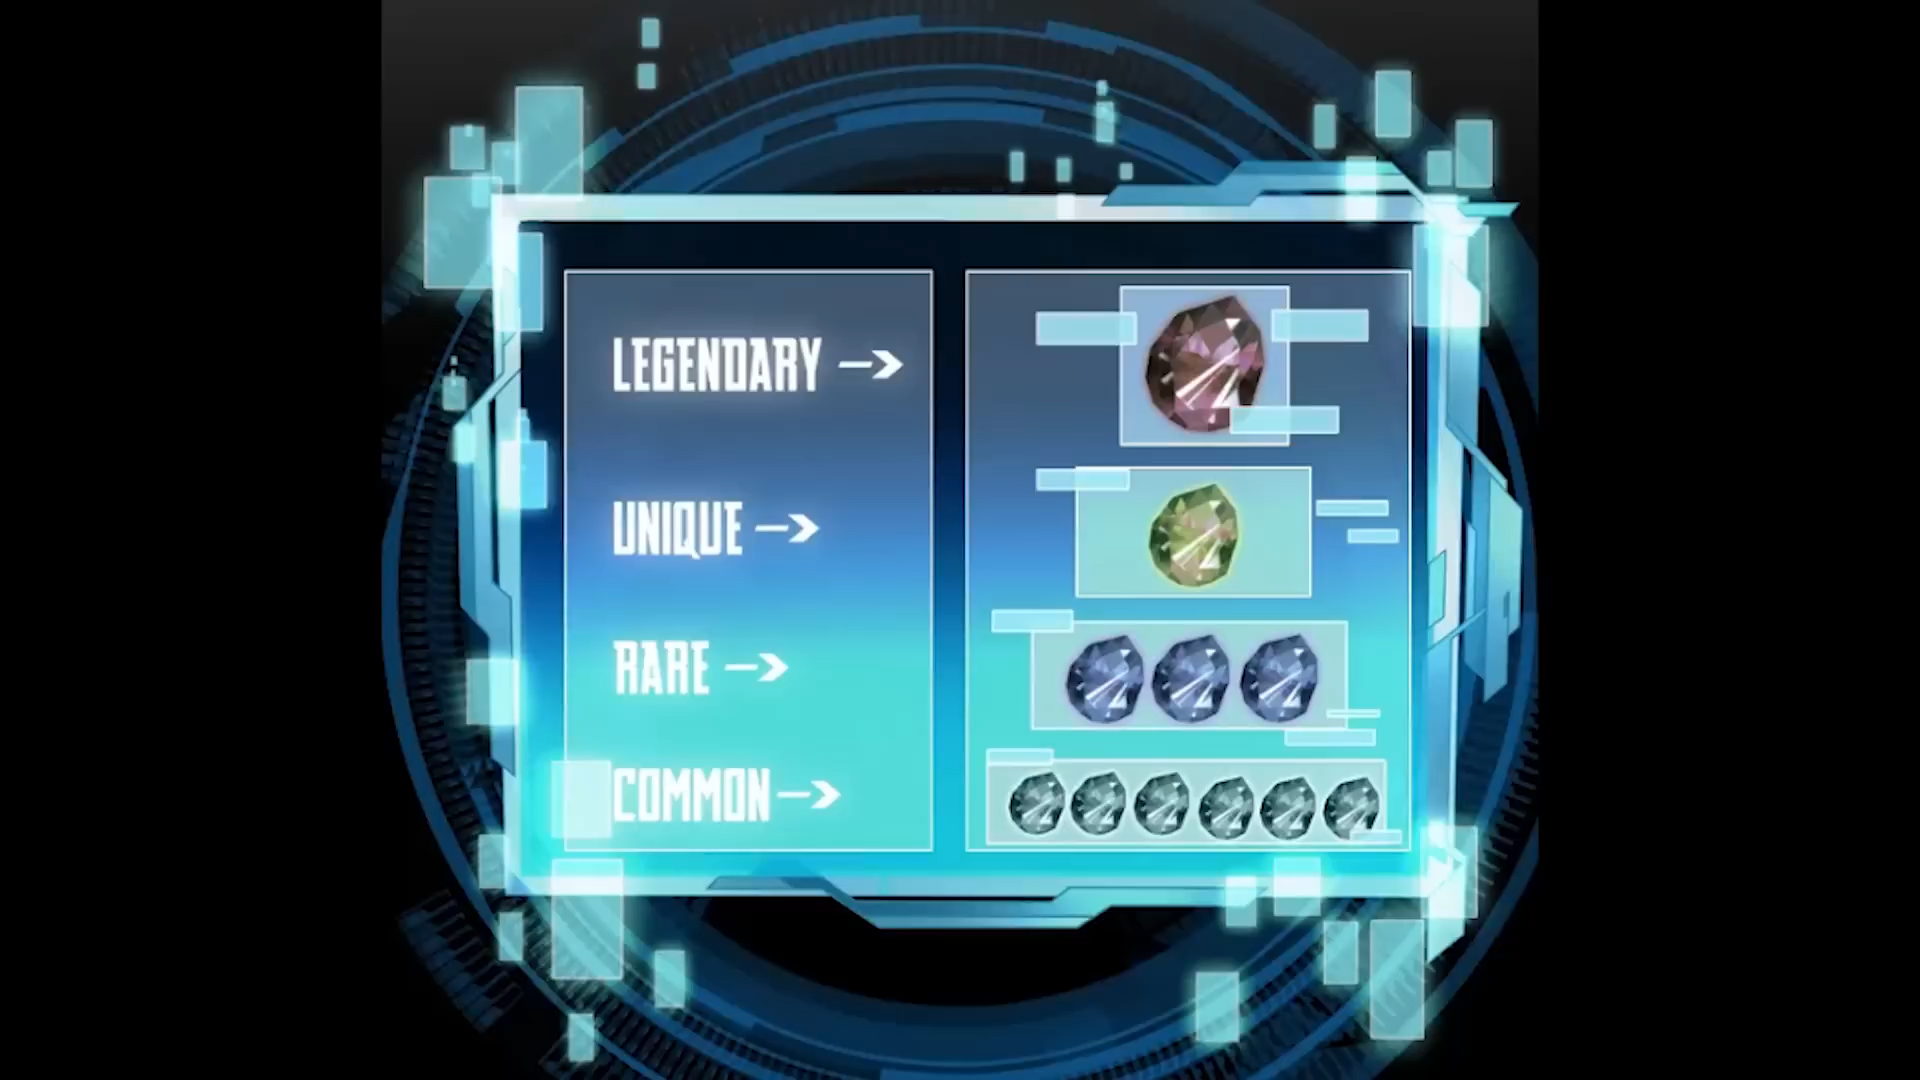 LEGENDARY →
UNIQUE →
RARE →
COMMON →